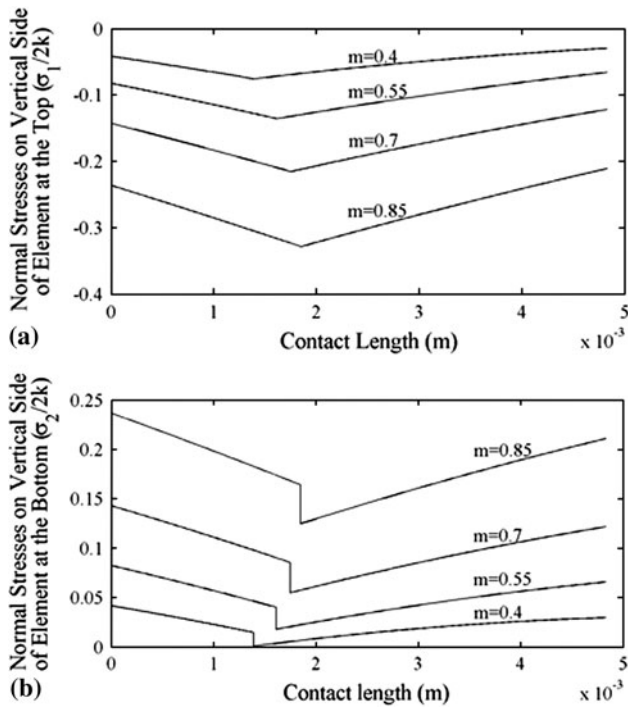 Normal Stresses on Vertical Side
of Element at the Top (σ1/2k)
0
-0.1
-0.2
-0.3
-0.4
m=0.4
m=0.55
m=0.7
m=0.85
0 1 2 3 4 5
(a) Contact Length (m) x 10-3
Normal Stresses on Vertical Side
of Element at the Bottom (σ2/2k)
0.25
0.2
0.15
0.1
0.05
0
m=0.85
m=0.7
m=0.55
m=0.4
0 1 2 3 4 5
(b) Contact length (m) x 10-3